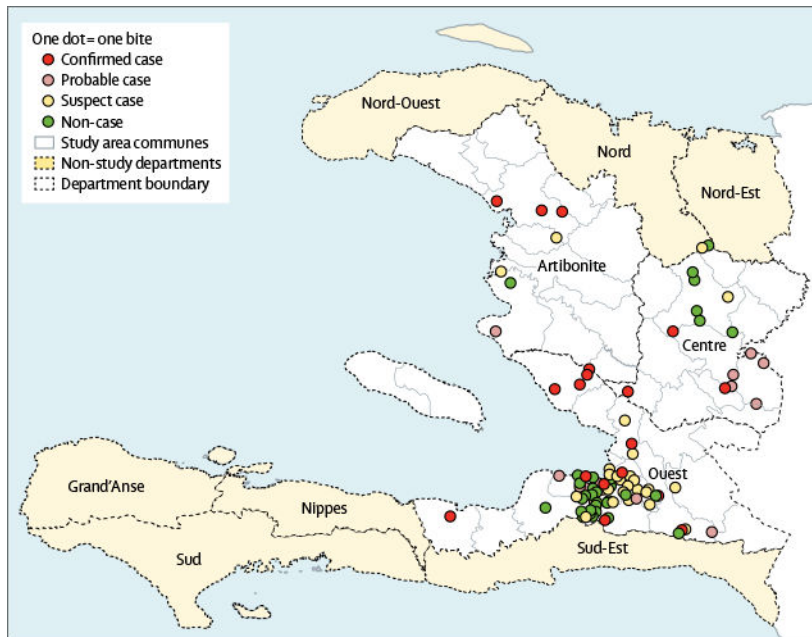 One dot = one bite
Confirmed case
Probable case
Suspect case
Non-case
Study area communes
Non-study departments
Department boundary
Nord-Ouest
Nord
Nord-Est
Artibonite
Centre
Ouest
Grand'Anse
Nippes
Sud
Sud-Est